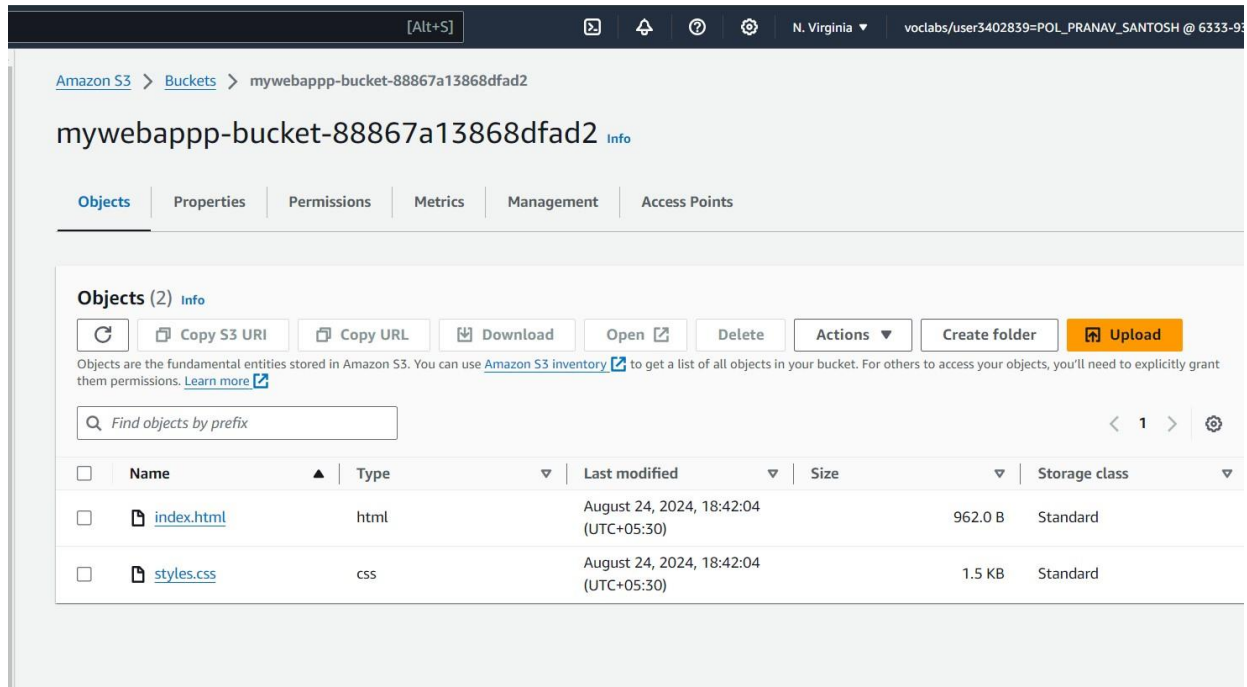 [Alt+S] N. Virginia ▼ voclabs/user3402839=POL_PRANAV_SANTOSH @ 6333-93
Amazon S3 > Buckets > mywebappp-bucket-88867a13868dfad2
mywebappp-bucket-88867a13868dfad2 Info
Objects Properties Permissions Metrics Management Access Points
Objects (2) Info
Copy S3 URI Copy URL Download Open Delete Actions ▼ Create folder Upload
Objects are the fundamental entities stored in Amazon S3. You can use Amazon S3 inventory to get a list of all objects in your bucket. For others to access your objects, you'll need to explicitly grant
them permissions. Learn more
Find objects by prefix < 1 >
Name Type Last modified Size Storage class
index.html html August 24, 2024, 18:42:04 962.0 B Standard
(UTC+05:30)
styles.css css August 24, 2024, 18:42:04 1.5 KB Standard
(UTC+05:30)